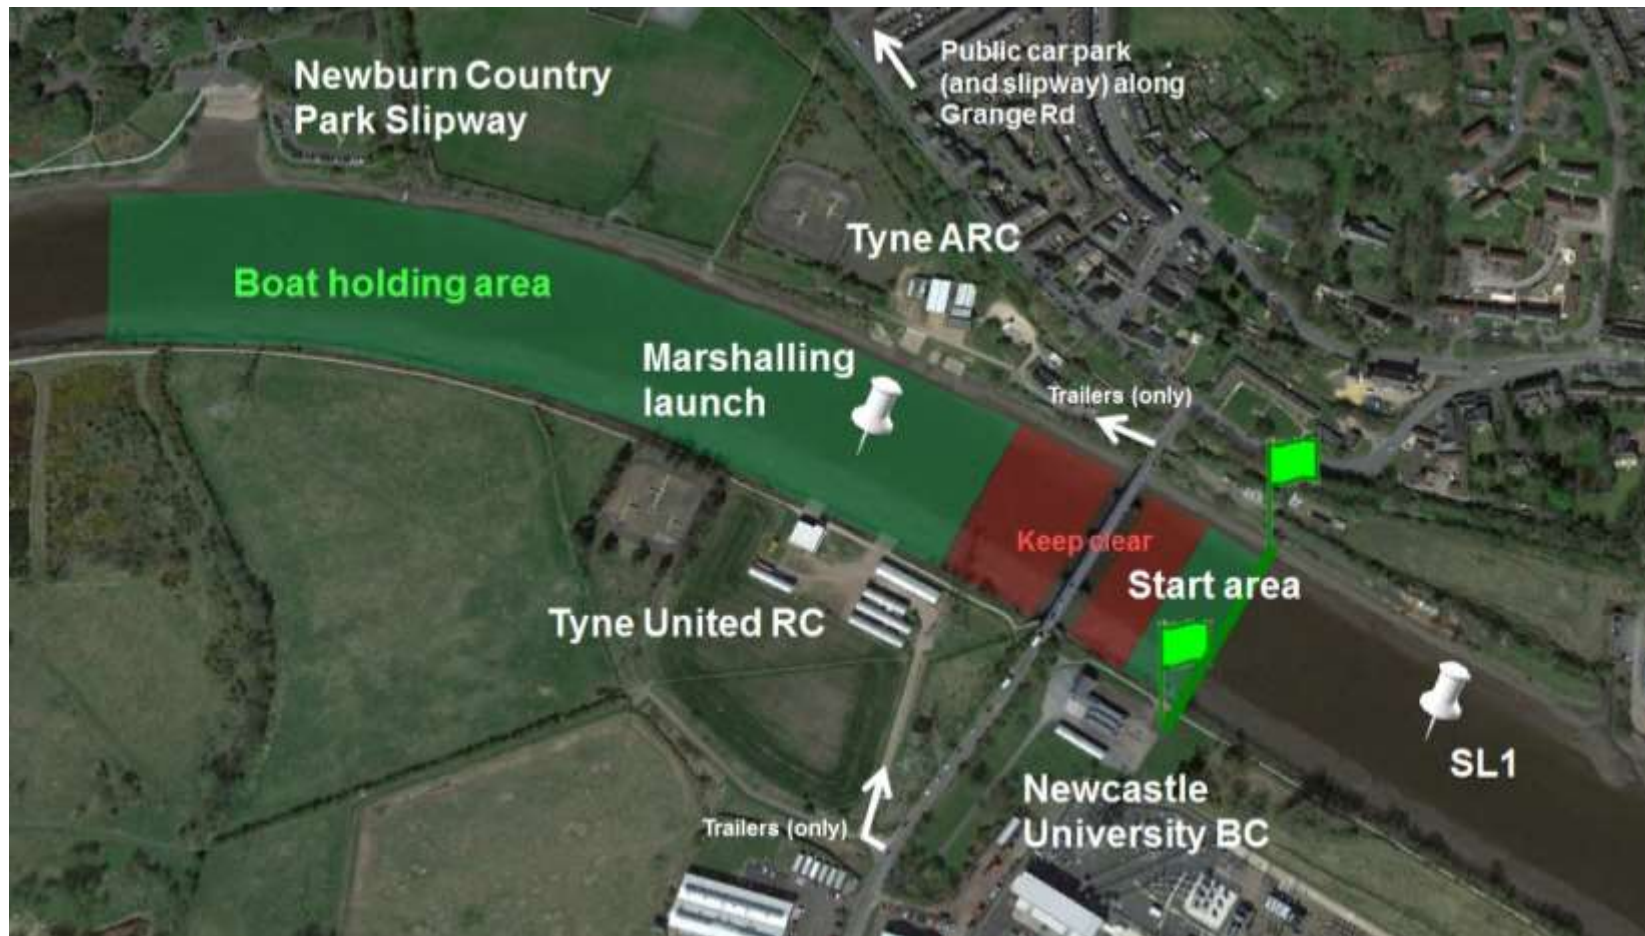 Newburn Country
Park Slipway
Public car park
(and slipway) along
Grange Rd
Tyne ARC
Boat holding area
Marshalling
launch
Trailers (only)
Keep clear
Start area
Tyne United RC
SL1
Newcastle
University BC
Trailers (only)